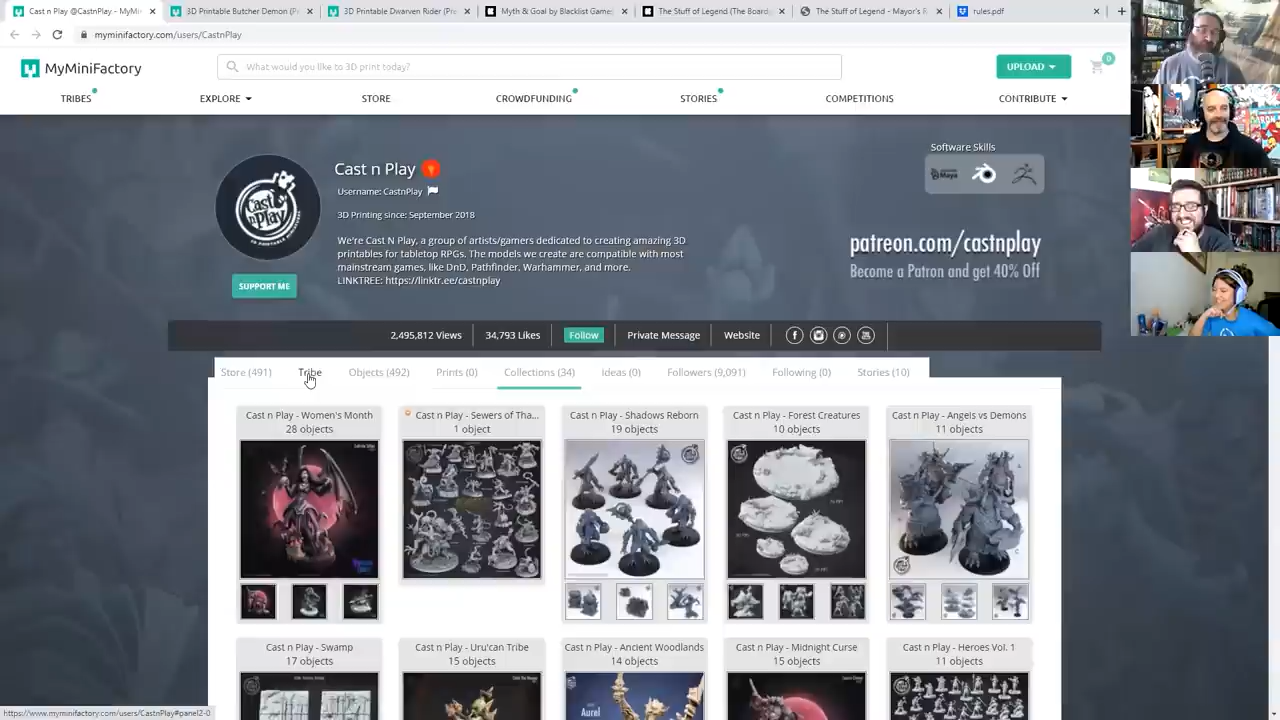 Cast n Play @CastnPlay. - MyMi
3D Printable Butcher Demon (Pr
3D Printable Dwarven Rider (Pr
Myth & Goal by Blacklist Game
The Stuff of Legend (The Board
The Stuff of Legend - Mayor's R
rules.pdf
myminifactory.com/users/CastnPlay
MyMiniFactory
What would you like to 3D print today?
UPLOAD
0
TRIBES
EXPLORE
STORE
CROWDFUNDING
STORIES
COMPETITIONS
CONTRIBUTE
Cast n Play
Cast n Play
Username: CastnPlay
3D Printing since: September 2018
We're Cast N Play, a group of artists/gamers dedicated to creating amazing 3D
printables for tabletop RPGs. The models we create are compatible with most
mainstream games, like DnD, Pathfinder, Warhammer, and more.
LINKTREE: https://linktr.ee/castnplay
SUPPORT ME
Software Skills
patreon.com/castnplay
Become a Patron and get 40% Off
2,495,812 Views
34,793 Likes
Follow
Private Message
Website
Store (491)
Tribe
Objects (492)
Prints (0)
Collections (34)
Ideas (0)
Followers (9,091)
Following (0)
Stories (10)
Cast n Play - Women's Month
28 objects
Cast n Play - Sewers of Tha...
1 object
Cast n Play - Shadows Reborn
19 objects
Cast n Play - Forest Creatures
10 objects
Cast n Play - Angels vs Demons
11 objects
Cast n Play - Swamp
17 objects
Cast n Play - Uru'can Tribe
15 objects
Cast n Play - Ancient Woodlands
14 objects
Cast n Play - Midnight Curse
15 objects
Cast n Play - Heroes Vol. 1
11 objects
Aurel
https://www.myminifactory.com/users/CastnPlay#panel2-0